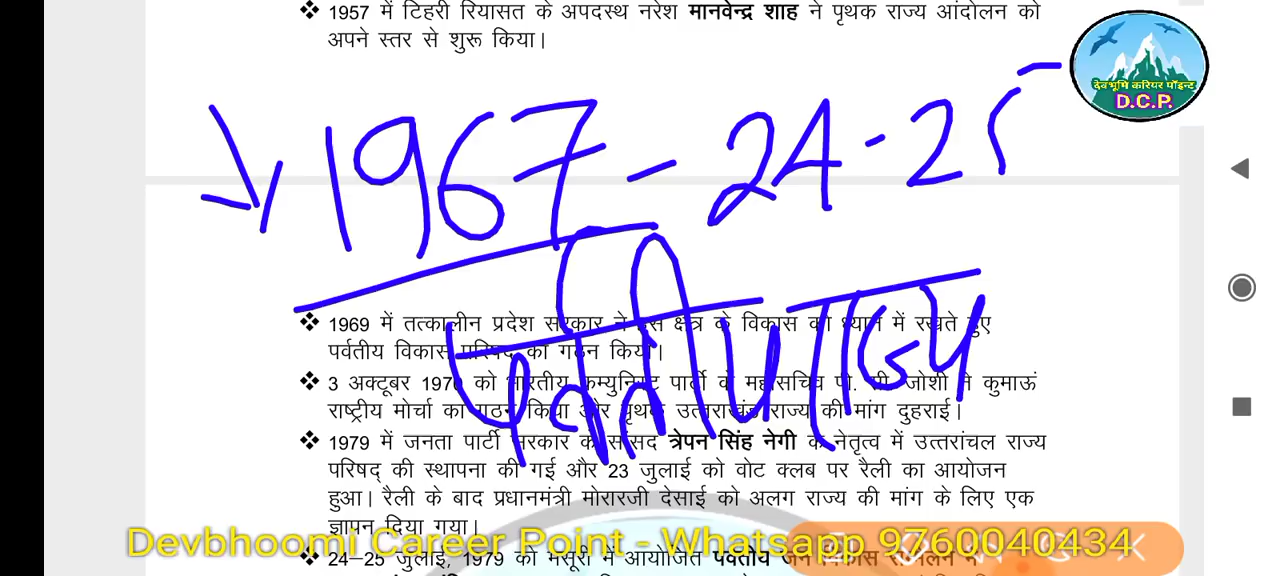 ❖ 1957 में टिहरी रियासत के अपदस्थ नरेश मानवेन्द्र शाह ने पृथक राज्य आंदोलन को
अपने स्तर से शुरू किया।
देवभूमि करियर पॉइन्ट
D.C.P.
1967 - 24 - 25
पर्वतीय राज्य
❖ 1969 में तत्कालीन प्रदेश सरकार ने इस क्षेत्र के विकास को ध्यान में रखते हुए
पर्वतीय विकास परिषद का गठन किया।
❖ 3 अक्टूबर 1970 को भारतीय कम्युनिस्ट पार्टी के महासचिव पी. सी. जोशी ने कुमाऊं
राष्ट्रीय मोर्चा का गठन किया और पृथक उत्तराखंड राज्य की मांग दुहराई।
❖ 1979 में जनता पार्टी सरकार के सांसद त्रेपन सिंह नेगी के नेतृत्व में उत्तरांचल राज्य
परिषद् की स्थापना की गई और 23 जुलाई को वोट क्लब पर रैली का आयोजन
हुआ। रैली के बाद प्रधानमंत्री मोरारजी देसाई को अलग राज्य की मांग के लिए एक
ज्ञापन दिया गया।
Devbhoomi Career Point - Whatsapp 9760040434
❖ 24–25 जुलाई, 1979 को मसूरी में आयोजित पर्वतीय जन विकास सम्मेलन में